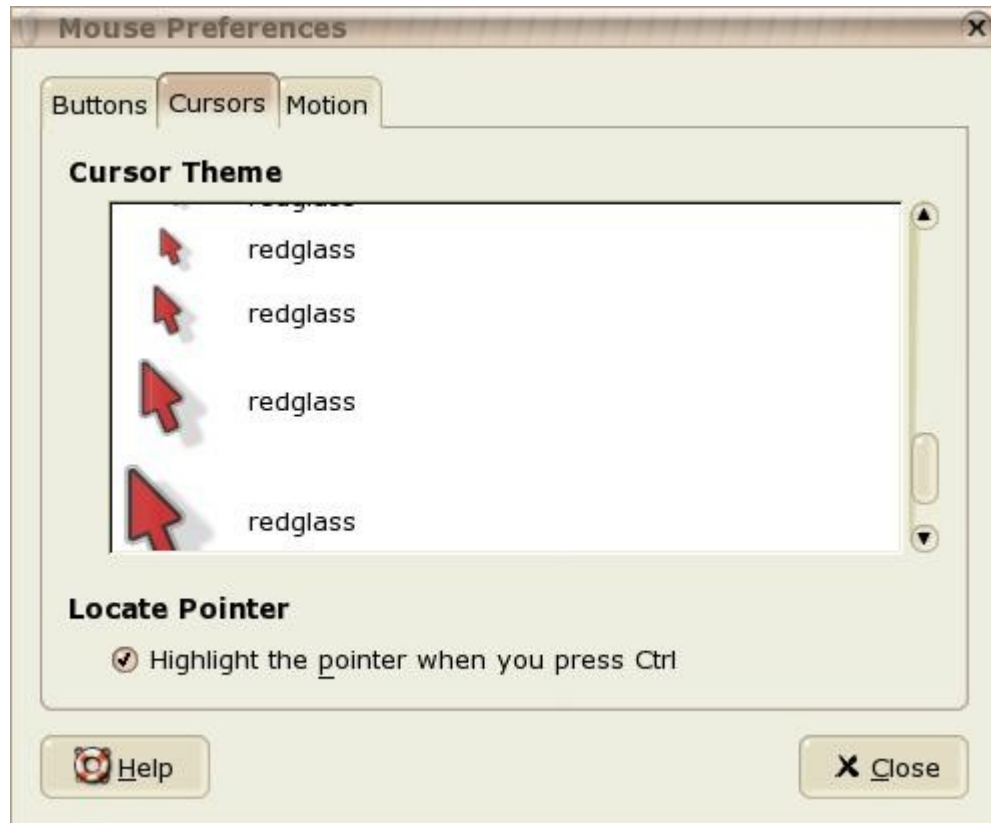 Mouse Preferences
Buttons Cursors Motion
Cursor Theme
redglass
redglass
redglass
redglass
redglass
Locate Pointer
Highlight the pointer when you press Ctrl
Help Close